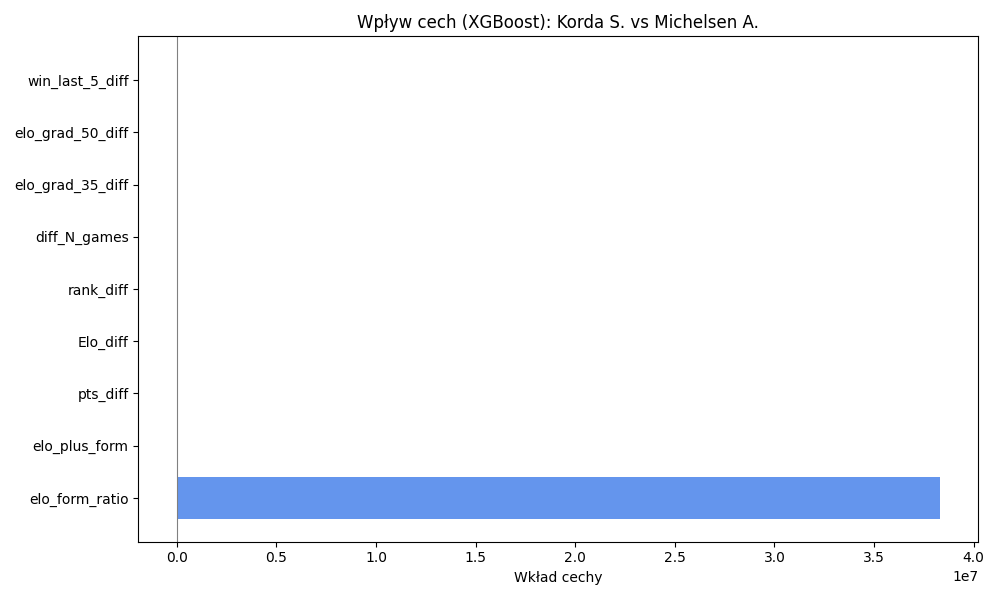 Wpływ cech (XGBoost): Korda S. vs Michelsen A.
win_last_5_diff
elo_grad_50_diff
elo_grad_35_diff
diff_N_games
rank_diff
Elo_diff
pts_diff
elo_plus_form
elo_form_ratio
0.0 0.5 1.0 1.5 2.0 2.5 3.0 3.5 4.0
1e7
Wkład cechy